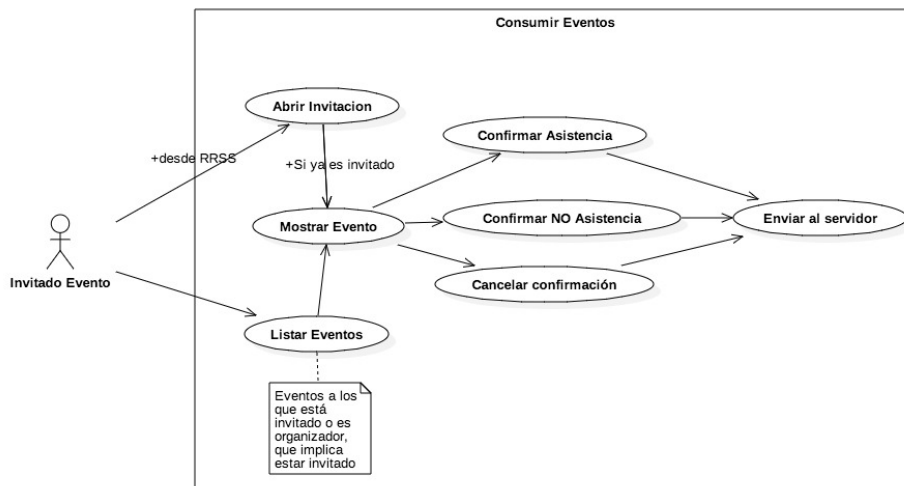 Consumir Eventos
Abrir Invitacion
+desde RRSS
+Si ya es invitado
Confirmar Asistencia
Mostrar Evento
Confirmar NO Asistencia
Enviar al servidor
Invitado Evento
Cancelar confirmación
Listar Eventos
Eventos a los
que está
invitado o es
organizador,
que implica
estar invitado